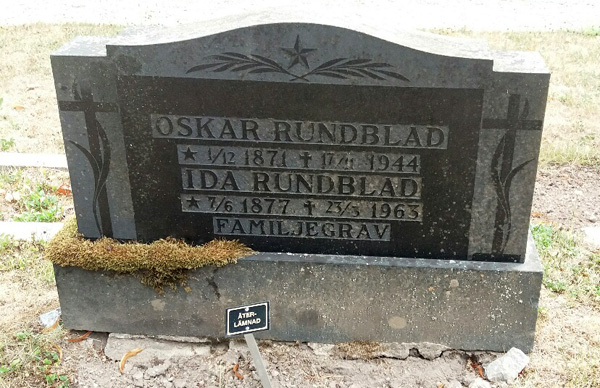 OSKAR RUNDBLAD
★ 1/12 1871 ✝ 17/11 1944
IDA RUNDBLAD
★ 7/6 1877 ✝ 23/3 1963
FAMILJEGRAV
ÅTER-
LÄMNAD